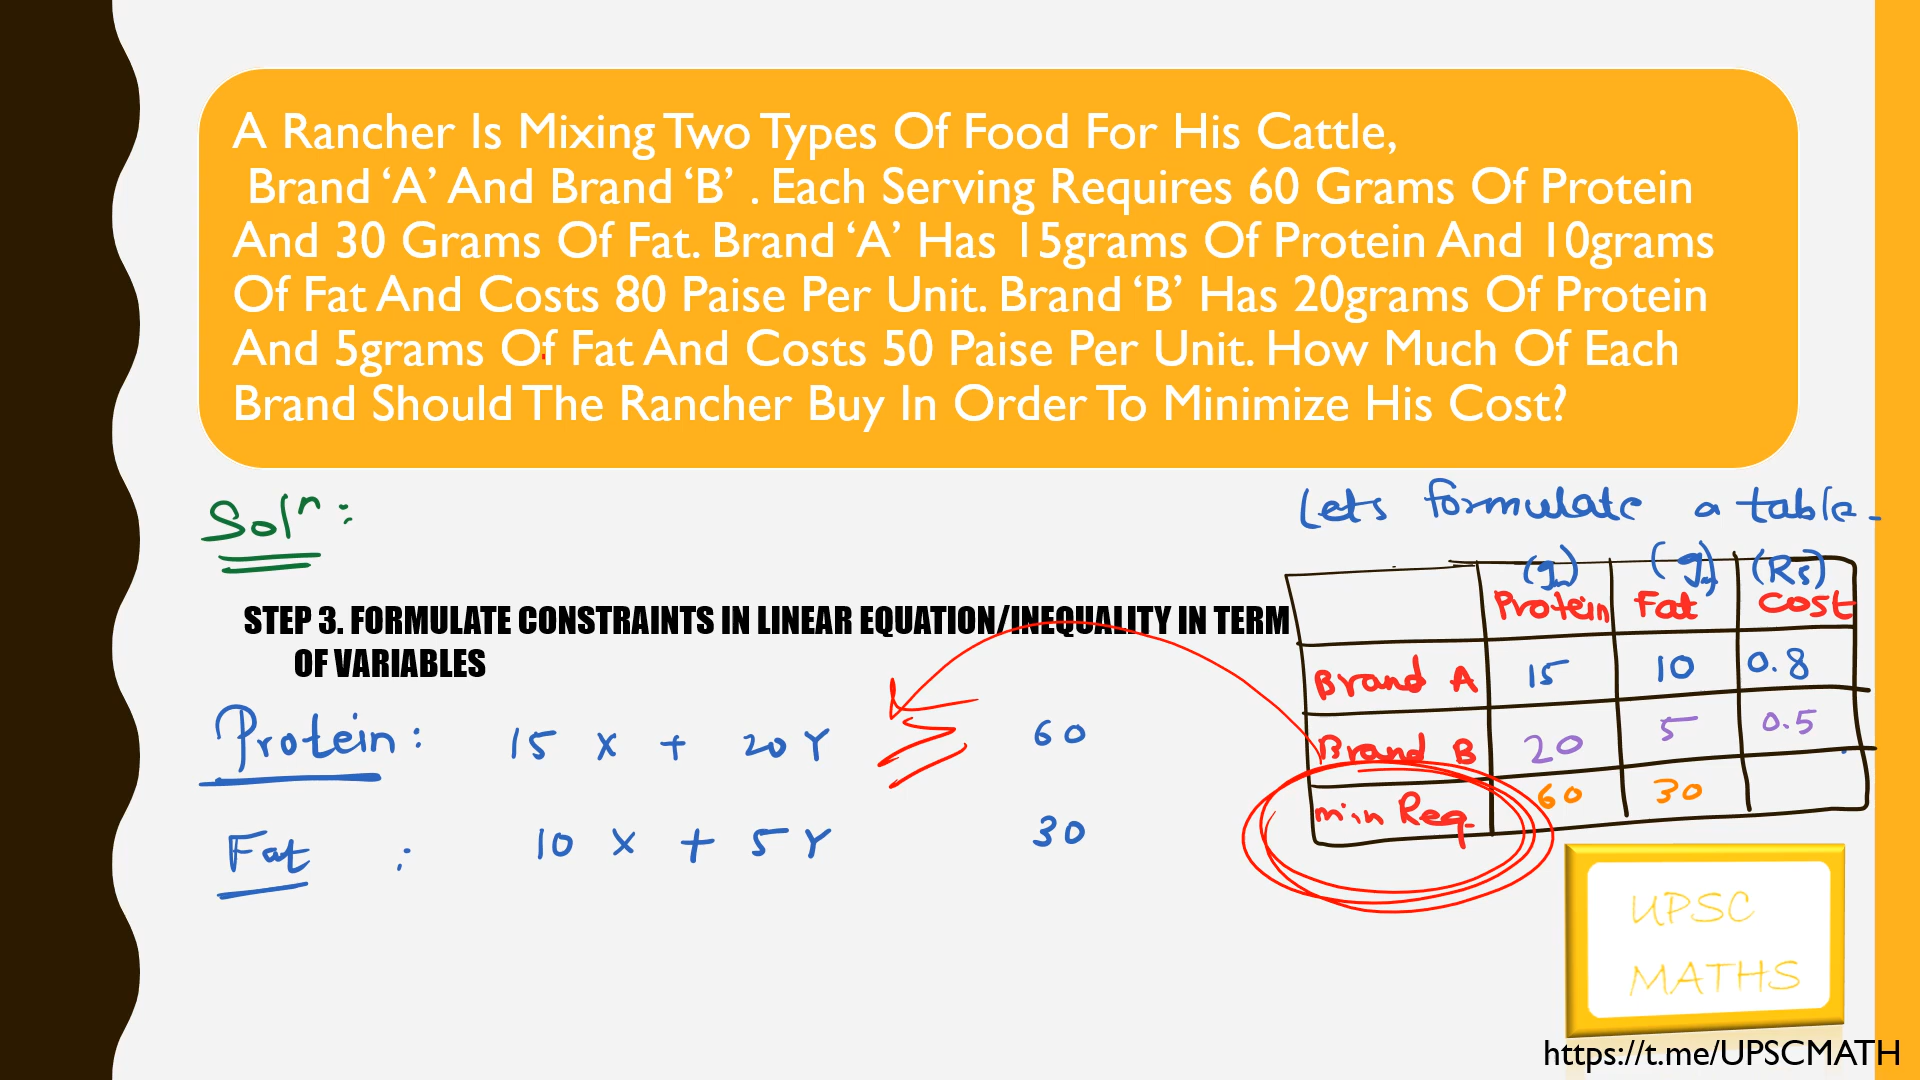 A Rancher Is Mixing Two Types Of Food For His Cattle,
Brand ‘A’ And Brand ‘B’ . Each Serving Requires 60 Grams Of Protein
And 30 Grams Of Fat. Brand ‘A’ Has 15grams Of Protein And 10grams
Of Fat And Costs 80 Paise Per Unit. Brand ‘B’ Has 20grams Of Protein
And 5grams Of Fat And Costs 50 Paise Per Unit. How Much Of Each
Brand Should The Rancher Buy In Order To Minimize His Cost?
Solⁿ:
Lets formulate a table.
STEP 3. FORMULATE CONSTRAINTS IN LINEAR EQUATION/INEQUALITY IN TERM
OF VARIABLES
Protein: 15 X + 20 Y ≥ 60
Fat : 10 X + 5 Y 30
(gm) (gm) (Rs)
Protein Fat Cost
Brand A 15 10 0.8
Brand B 20 5 0.5
min Req 60 30
UPSC
MATHS
https://t.me/UPSCMATH